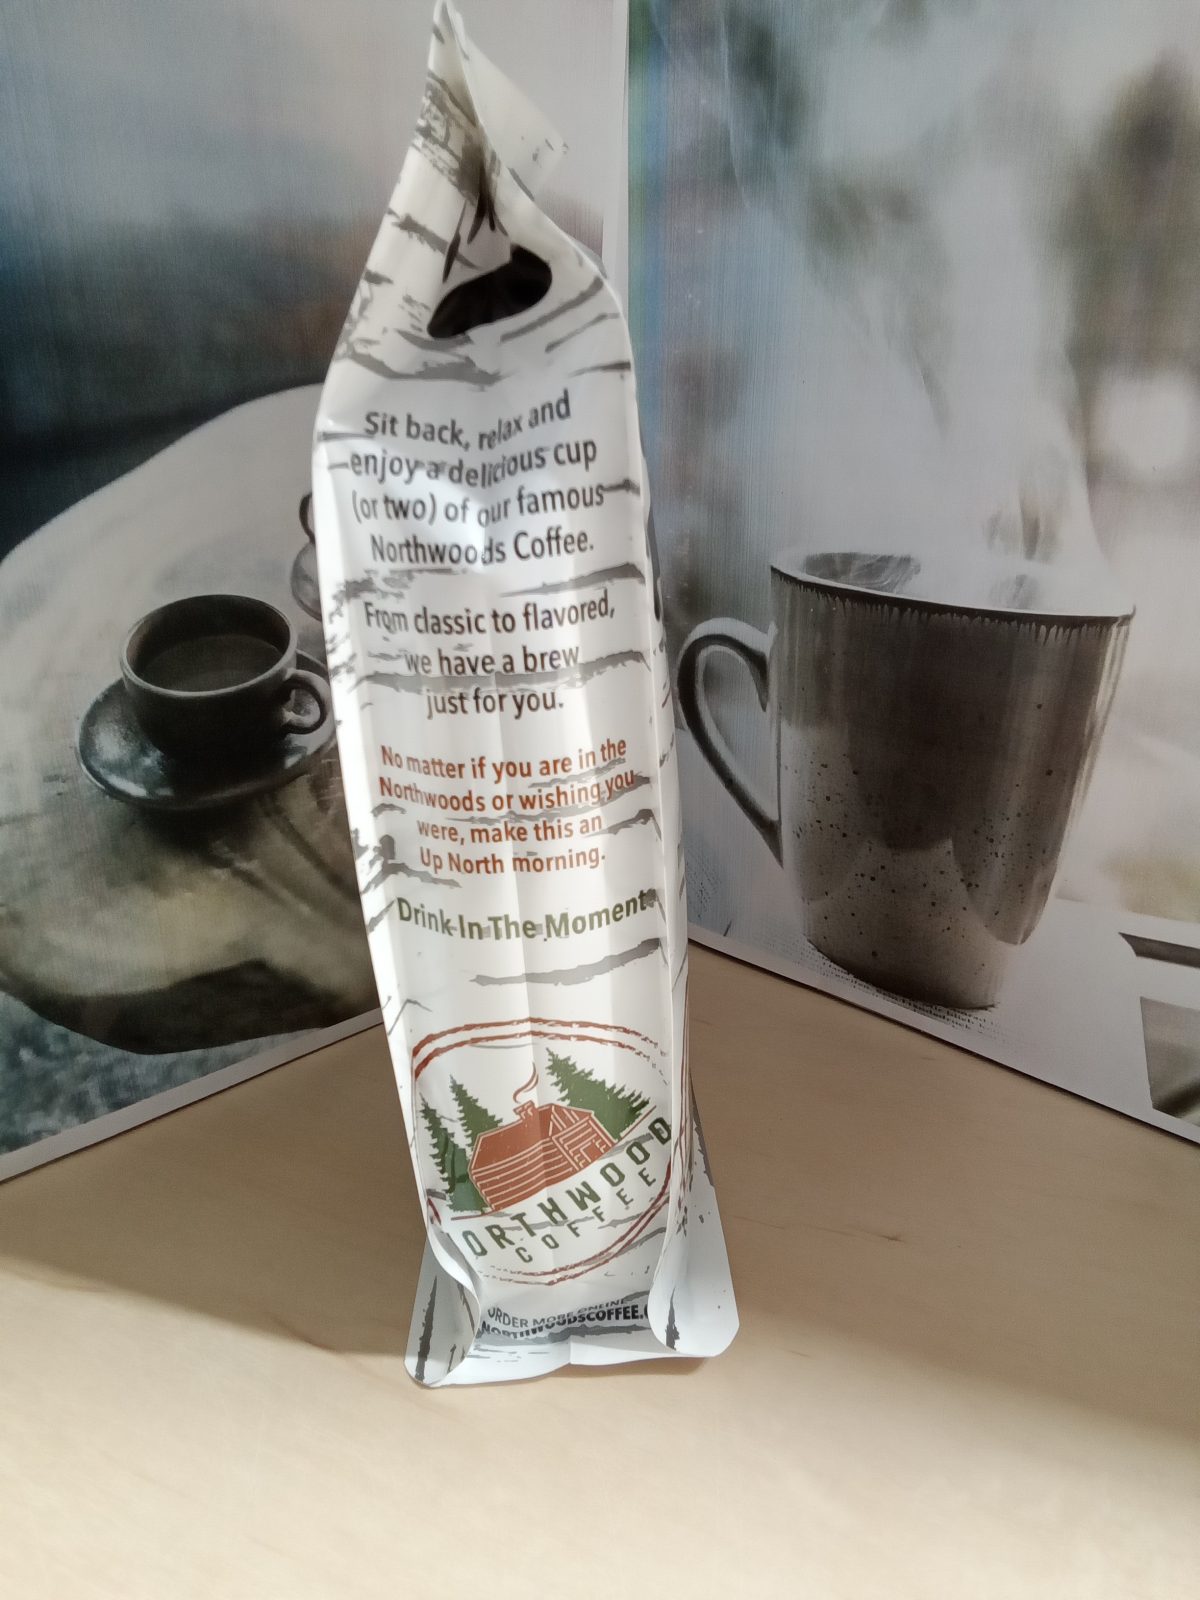 Sit back, relax and
enjoy a delicious cup
(or two) of our famous
Northwoods Coffee.
From classic to flavored,
we have a brew
just for you.
No matter if you are in the
Northwoods or wishing you
were, make this an
Up North morning.
Drink In The Moment
ORTHWOOD
COFFEE
ORDER MORE ONLINE
NORTHWOODSCOFFEE.